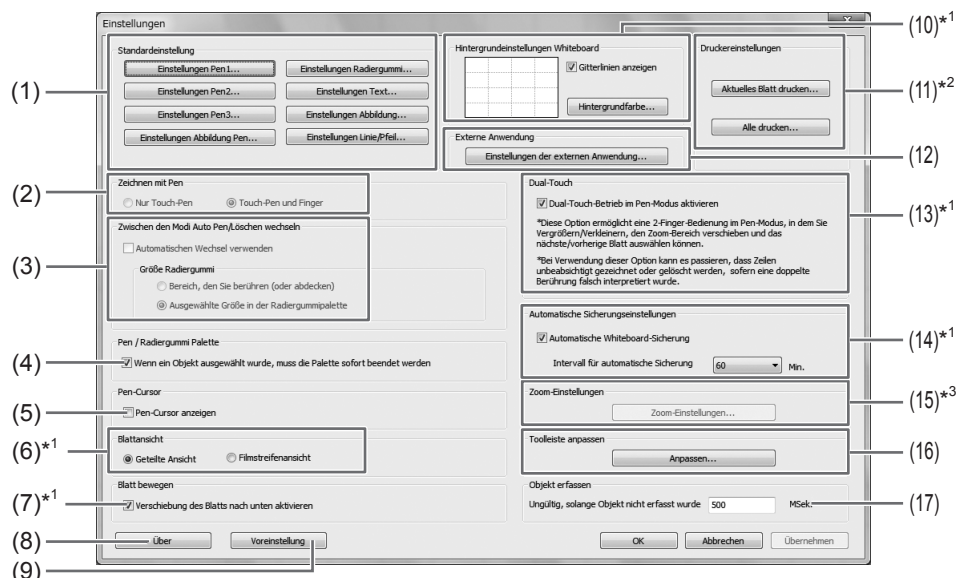 Einstellungen
Standardeinstellung
Einstellungen Pen1...
Einstellungen Radiergummi...
Einstellungen Pen2...
Einstellungen Text...
Einstellungen Pen3...
Einstellungen Abbildung...
Einstellungen Abbildung Pen...
Einstellungen Linie/Pfeil...
(1)
Zeichnen mit Pen
Nur Touch-Pen
Touch-Pen und Finger
(2)
Zwischen den Modi Auto Pen/Löschen wechseln
Automatischen Wechsel verwenden
Größe Radiergummi
Bereich, den Sie berühren (oder abdecken)
Ausgewählte Größe in der Radiergummipalette
(3)
Pen / Radiergummi Palette
Wenn ein Objekt ausgewählt wurde, muss die Palette sofort beendet werden
(4)
Pen-Cursor
Pen-Cursor anzeigen
(5)
Blattansicht
Geteilte Ansicht
Filmstreifenansicht
(6)*1
Blatt bewegen
Verschiebung des Blatts nach unten aktivieren
(7)*1
Über
(8)
Voreinstellung
(9)
Hintergrundeinstellungen Whiteboard
Gitterlinien anzeigen
Hintergrundfarbe...
(10)*1
Druckereinstellungen
Aktuelles Blatt drucken...
Alle drucken...
(11)*2
Externe Anwendung
Einstellungen der externen Anwendung...
(12)
Dual-Touch
Dual-Touch-Betrieb im Pen-Modus aktivieren
*Diese Option ermöglicht eine 2-Finger-Bedienung im Pen-Modus, in dem Sie
Vergrößern/Verkleinern, den Zoom-Bereich verschieben und das
nächste/vorherige Blatt auswählen können.
*Bei Verwendung dieser Option kann es passieren, dass Zeilen
unbeabsichtigt gezeichnet oder gelöscht werden, sofern eine doppelte
Berührung falsch interpretiert wurde.
(13)*1
Automatische Sicherungseinstellungen
Automatische Whiteboard-Sicherung
Intervall für automatische Sicherung
60
Min.
(14)*1
Zoom-Einstellungen
Zoom-Einstellungen...
(15)*3
Toolleiste anpassen
Anpassen...
(16)
Objekt erfassen
Ungültig, solange Objekt nicht erfasst wurde
500
MSek.
(17)
OK
Abbrechen
Übernehmen